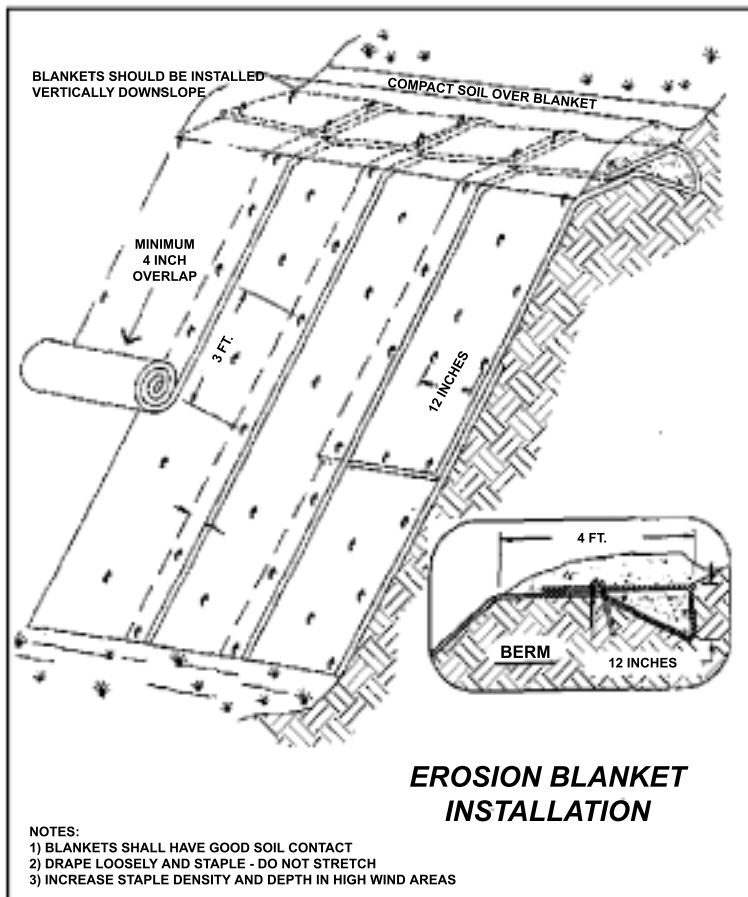 BLANKETS SHOULD BE INSTALLED
VERTICALLY DOWNSLOPE
COMPACT SOIL OVER BLANKET
MINIMUM
4 INCH
OVERLAP
3 FT.
12 INCHES
4 FT.
BERM
12 INCHES
EROSION BLANKET
INSTALLATION
NOTES:
1) BLANKETS SHALL HAVE GOOD SOIL CONTACT
2) DRAPE LOOSELY AND STAPLE - DO NOT STRETCH
3) INCREASE STAPLE DENSITY AND DEPTH IN HIGH WIND AREAS